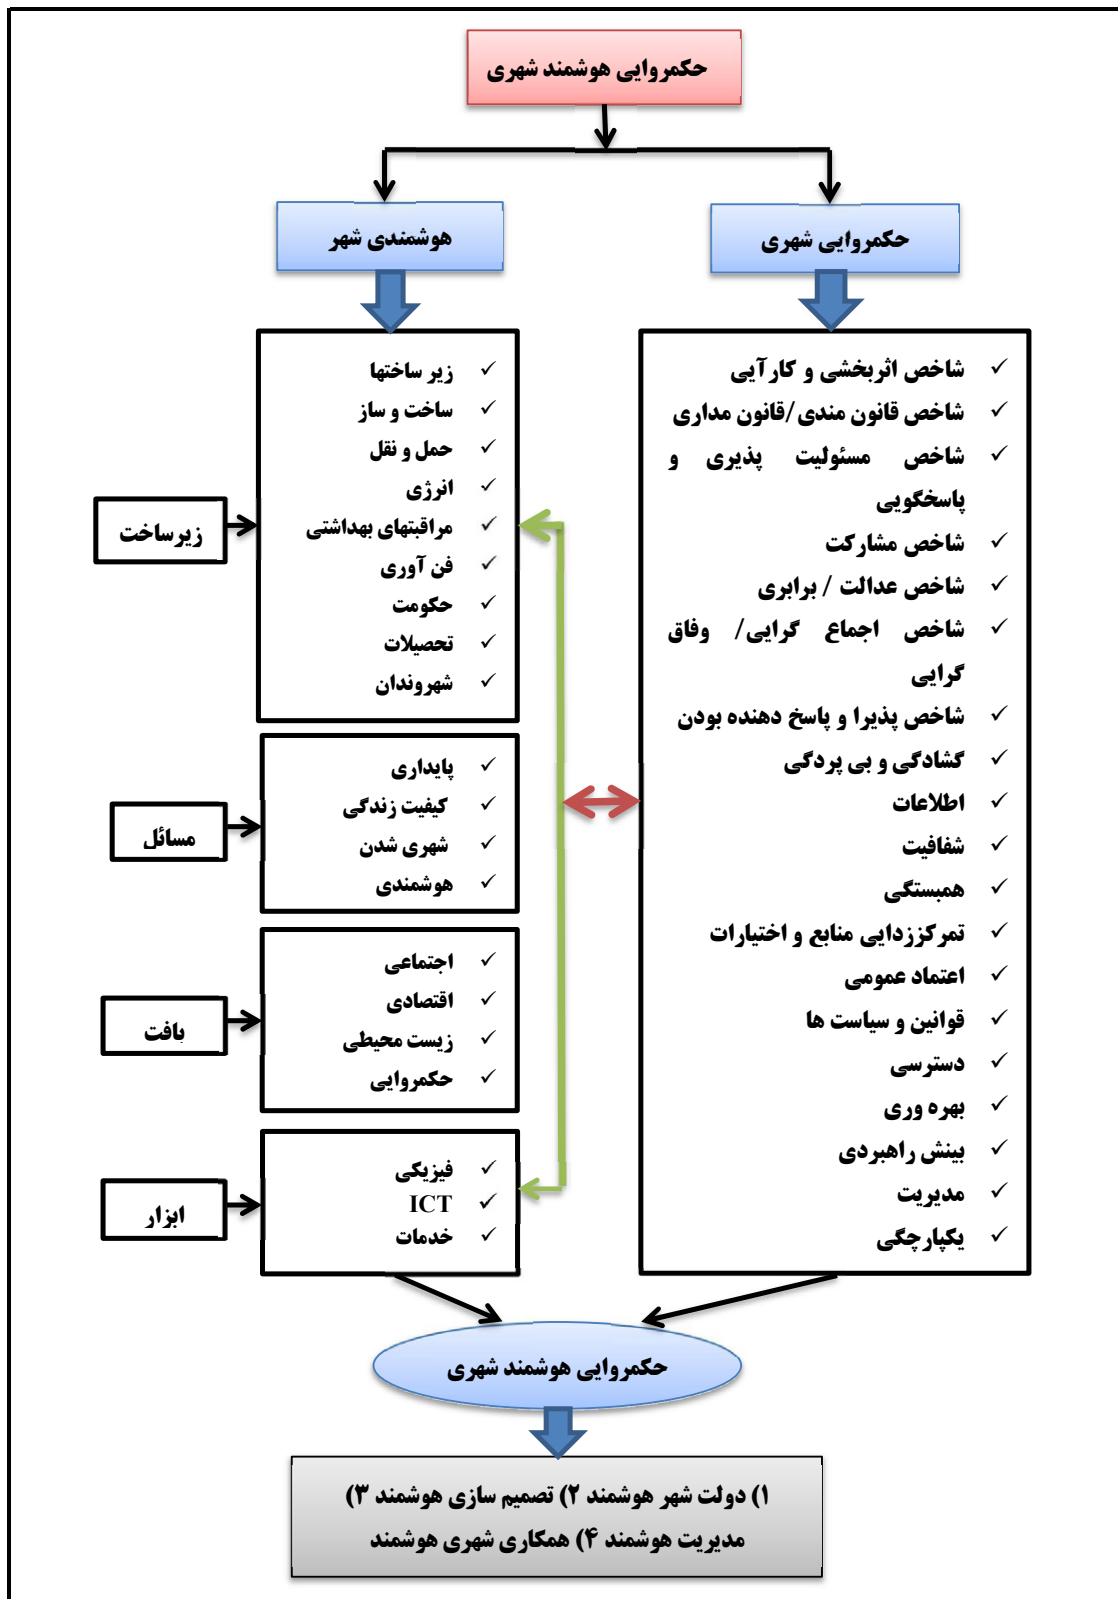 حکمروایی هوشمند شهری
حکمروایی شهری
هوشمندی شهر
شاخص اثربخشی و کارآیی
شاخص قانون مندی/قانون مداری
شاخص مسئولیت پذیری و
پاسخگویی
شاخص مشارکت
شاخص عدالت / برابری
شاخص اجماع گرایی/ وفاق
گرایی
شاخص پذیرا و پاسخ دهنده بودن
گشادگی و بی پردگی
اطلاعات
شفافیت
همبستگی
تمرکززدایی منابع و اختیارات
اعتماد عمومی
قوانین و سیاست ها
دسترسی
بهره وری
بینش راهبردی
مدیریت
یکپارچگی
زیرساخت
زیر ساختها
ساخت و ساز
حمل و نقل
انرژی
مراقبتهای بهداشتی
فن آوری
حکومت
تحصیلات
شهروندان
مسائل
پایداری
کیفیت زندگی
شهری شدن
هوشمندی
بافت
اجتماعی
اقتصادی
زیست محیطی
حکمروایی
ابزار
فیزیکی
ICT
خدمات
حکمروایی هوشمند شهری
۱) دولت شهر هوشمند ۲) تصمیم سازی هوشمند ۳)
مدیریت هوشمند ۴) همکاری شهری هوشمند